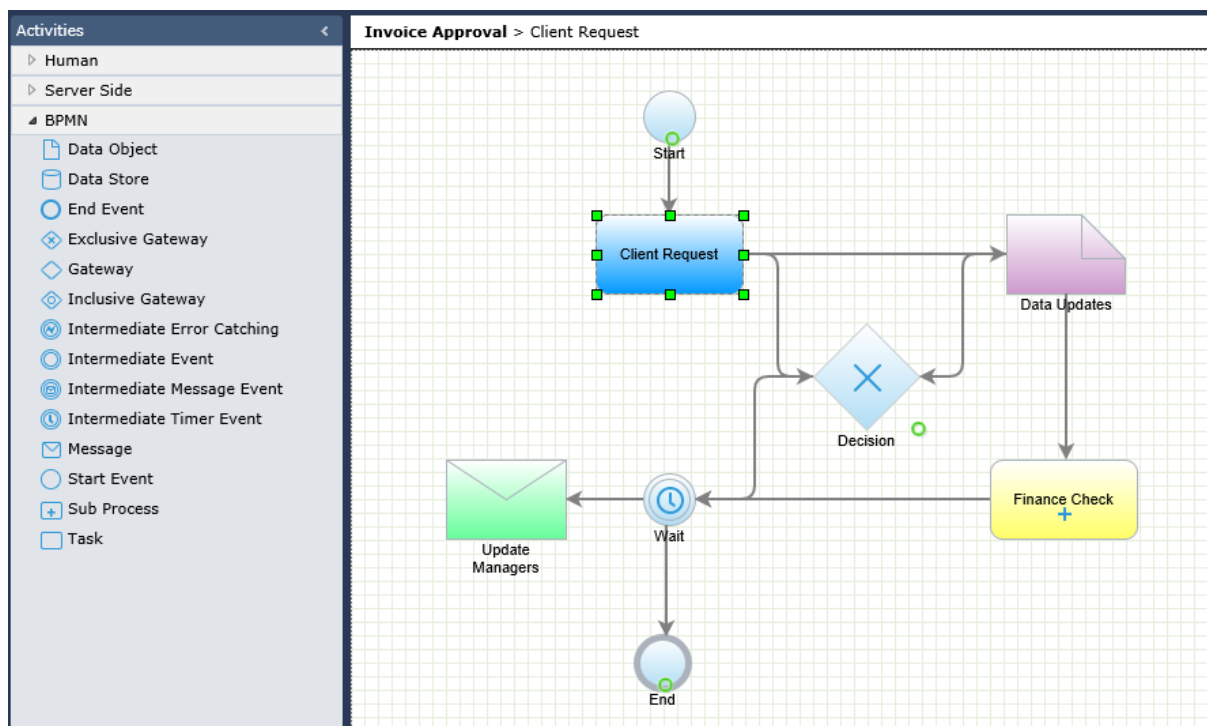 Activities
Human
Server Side
BPMN
Data Object
Data Store
End Event
Exclusive Gateway
Gateway
Inclusive Gateway
Intermediate Error Catching
Intermediate Event
Intermediate Message Event
Intermediate Timer Event
Message
Start Event
Sub Process
Task
Invoice Approval > Client Request
Start
Client Request
Data Updates
Decision
Finance Check
Wait
Update
Managers
End